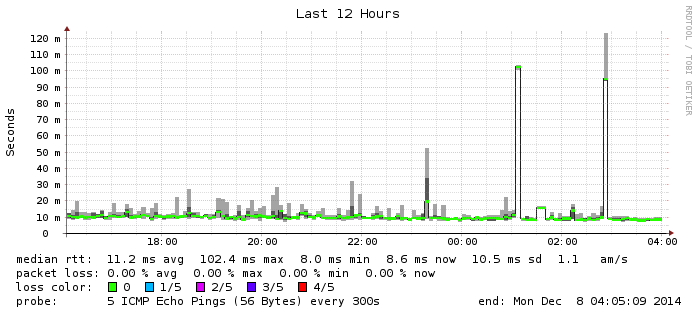 Last 12 Hours
RRDTOOL / TOBI OETIKER
Seconds
120 m
110 m
100 m
90 m
80 m
70 m
60 m
50 m
40 m
30 m
20 m
10 m
0
18:00 20:00 22:00 00:00 02:00 04:00
median rtt: 11.2 ms avg 102.4 ms max 8.0 ms min 8.6 ms now 10.5 ms sd 1.1 am/s
packet loss: 0.00 % avg 0.00 % max 0.00 % min 0.00 % now
loss color: 0 1/5 2/5 3/5 4/5
probe: 5 ICMP Echo Pings (56 Bytes) every 300s end: Mon Dec 8 04:05:09 2014